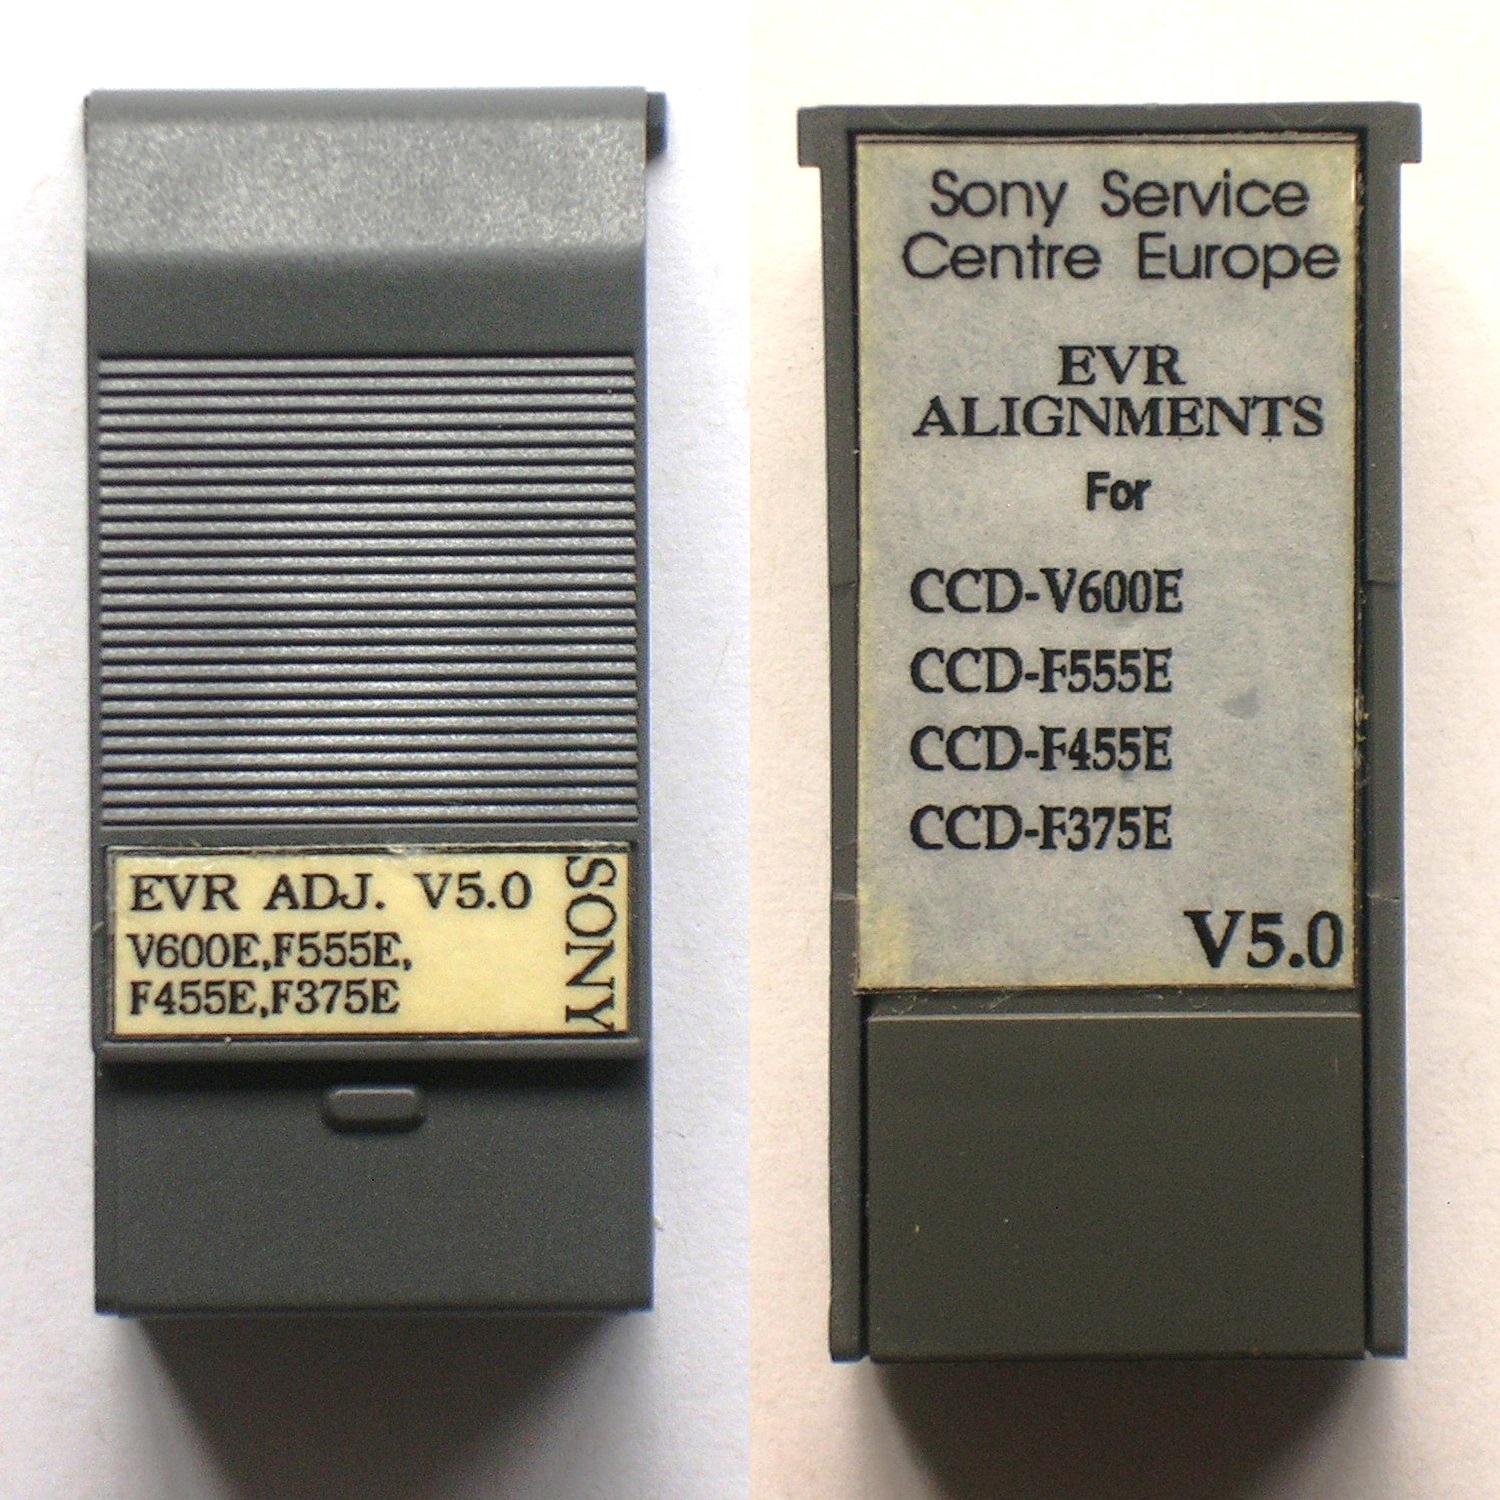 EVR ADJ. V5.0
V600E,F555E,
F455E,F375E
SONY
Sony Service
Centre Europe
EVR
ALIGNMENTS
For
CCD-V600E
CCD-F555E
CCD-F455E
CCD-F375E
V5.0